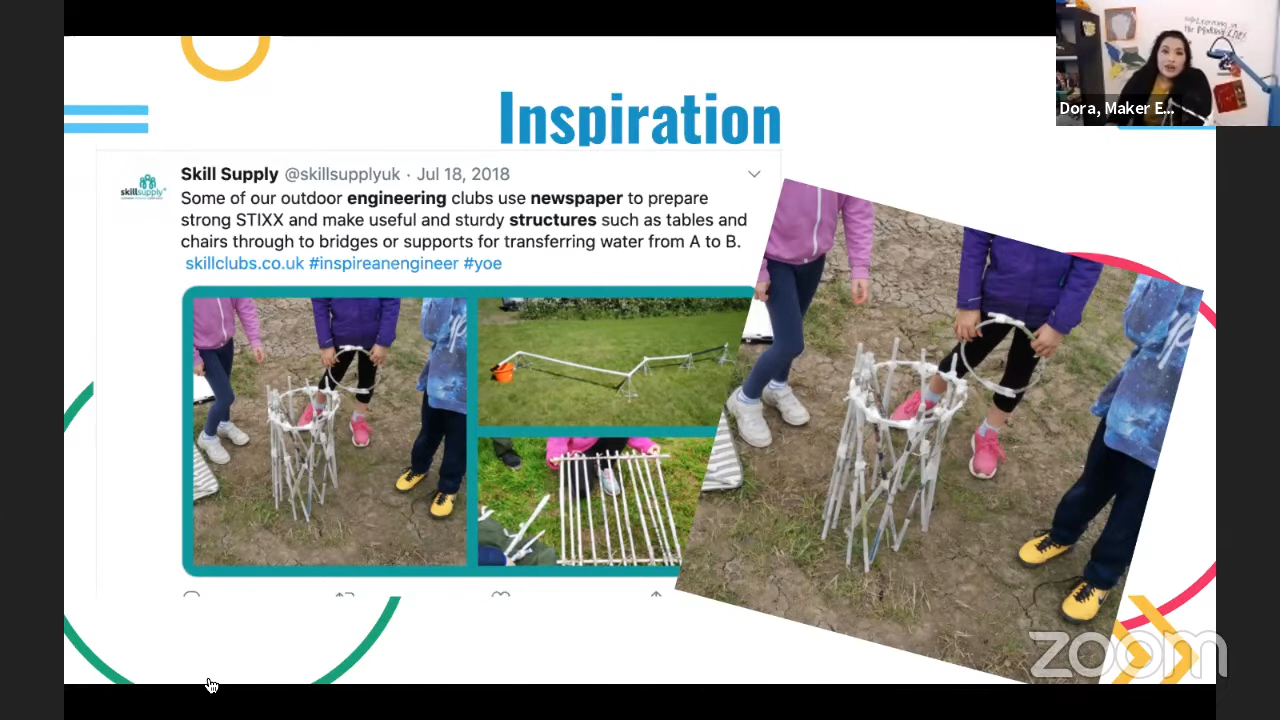 Inspiration
Skill Supply @skillsupplyuk · Jul 18, 2018
skillsupply
Some of our outdoor engineering clubs use newspaper to prepare
strong STIXX and make useful and sturdy structures such as tables and
chairs through to bridges or supports for transferring water from A to B.
skillclubs.co.uk #inspireanengineer #yoe
Dora, Maker E...
zoom